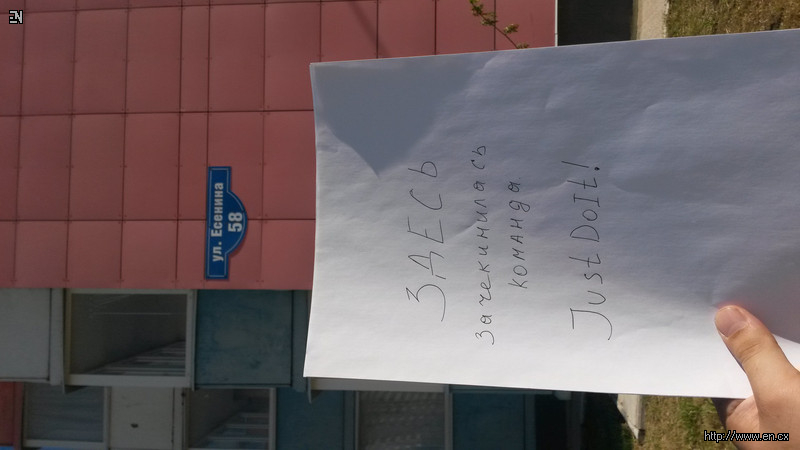 ул. Есенина
58
ЗДЕСЬ
зачекинилась
команда
JustDoIt!
EN
http://www.en.cx